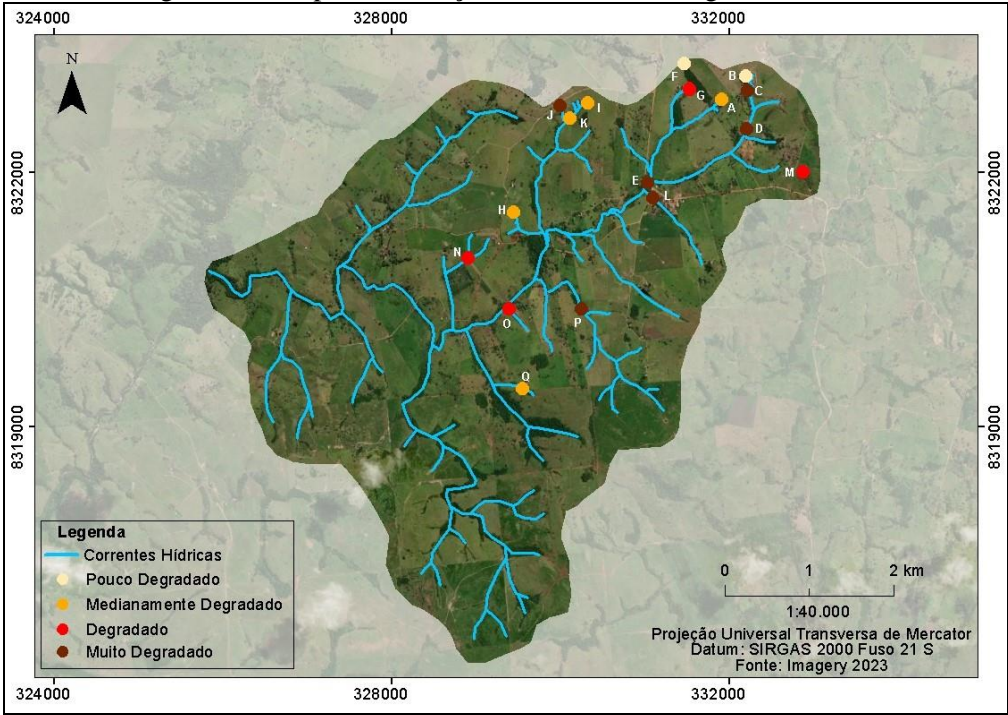 324000 328000 332000
N
F B
G C
J I A
K
D
E M
H L
N
O P
Q
8322000 8322000
8319000 8319000
Legenda
Correntes Hídricas
Pouco Degradado
Medianamente Degradado
Degradado
Muito Degradado
0 1 2 km
1:40.000
Projeção Universal Transversa de Mercator
Datum: SIRGAS 2000 Fuso 21 S
Fonte: Imagery 2023
324000 328000 332000